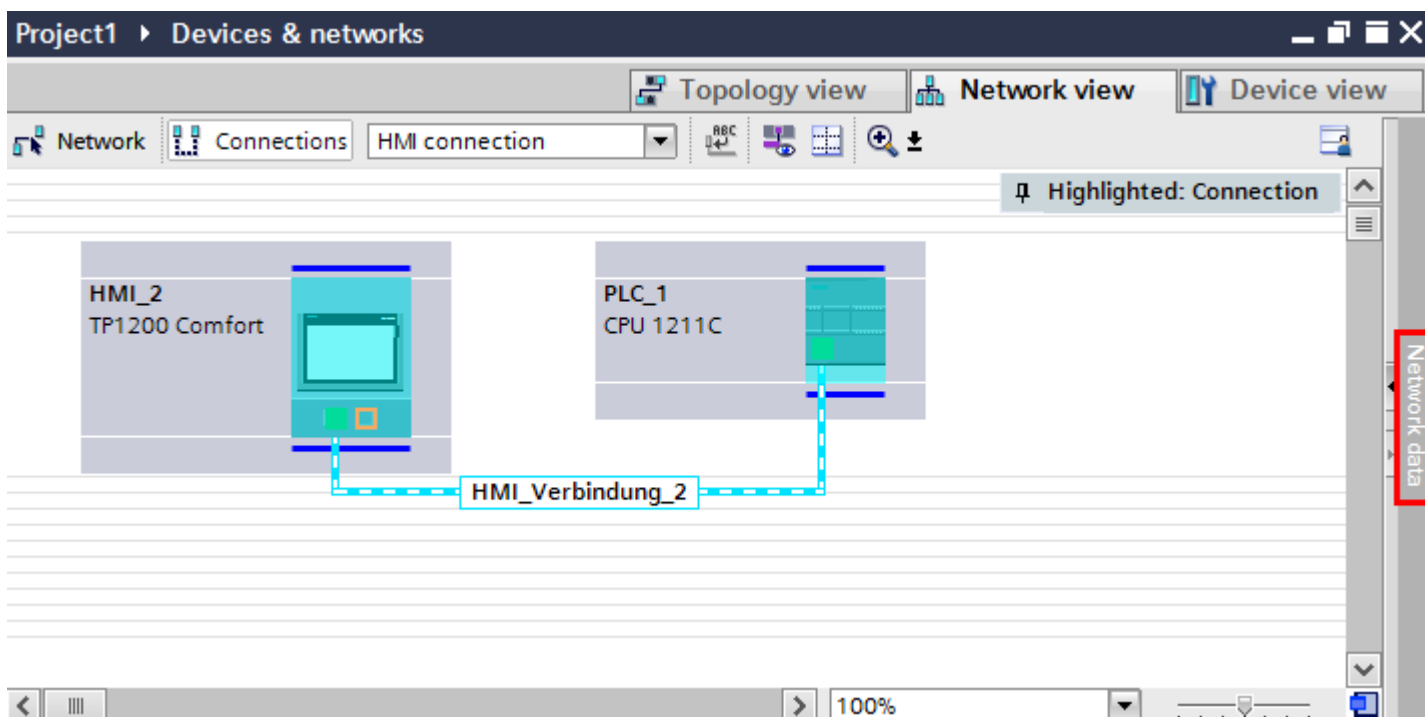 Project1 ▸ Devices & networks
Topology view
Network view
Device view
Network
Connections
HMI connection
ABC
Highlighted: Connection
HMI_2
TP1200 Comfort
PLC_1
CPU 1211C
HMI_Verbindung_2
Network data
100%